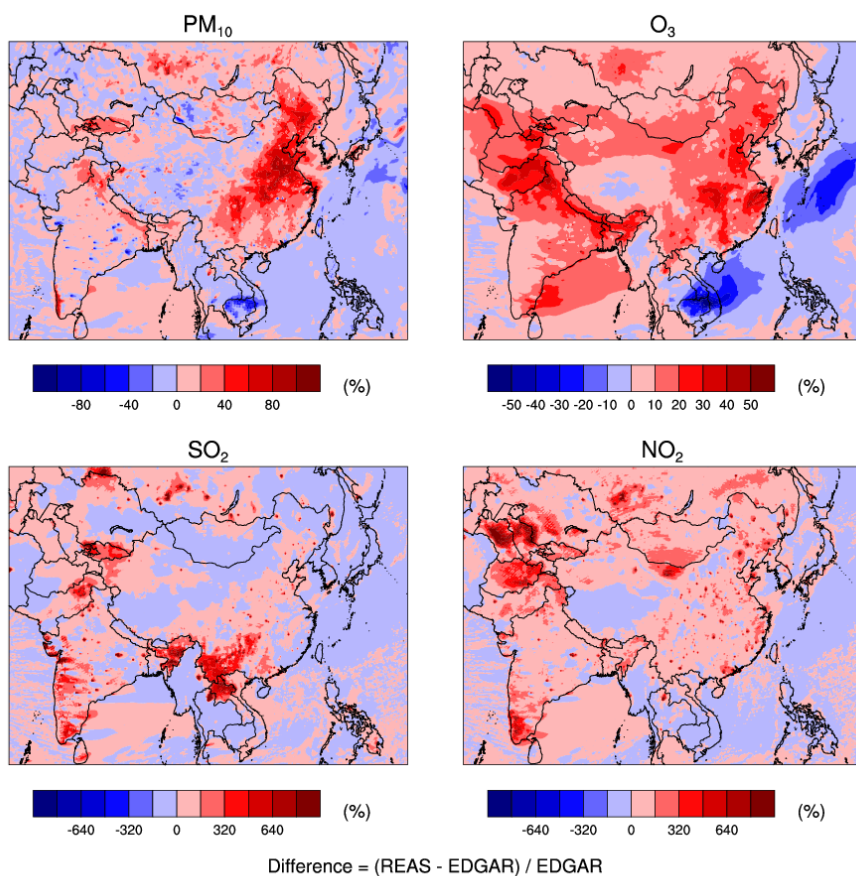 PM₁₀
O₃
-80 -40 0 40 80 (%)
-50 -40 -30 -20 -10 0 10 20 30 40 50 (%)
SO₂
NO₂
-640 -320 0 320 640 (%)
-640 -320 0 320 640 (%)
Difference = (REAS - EDGAR) / EDGAR